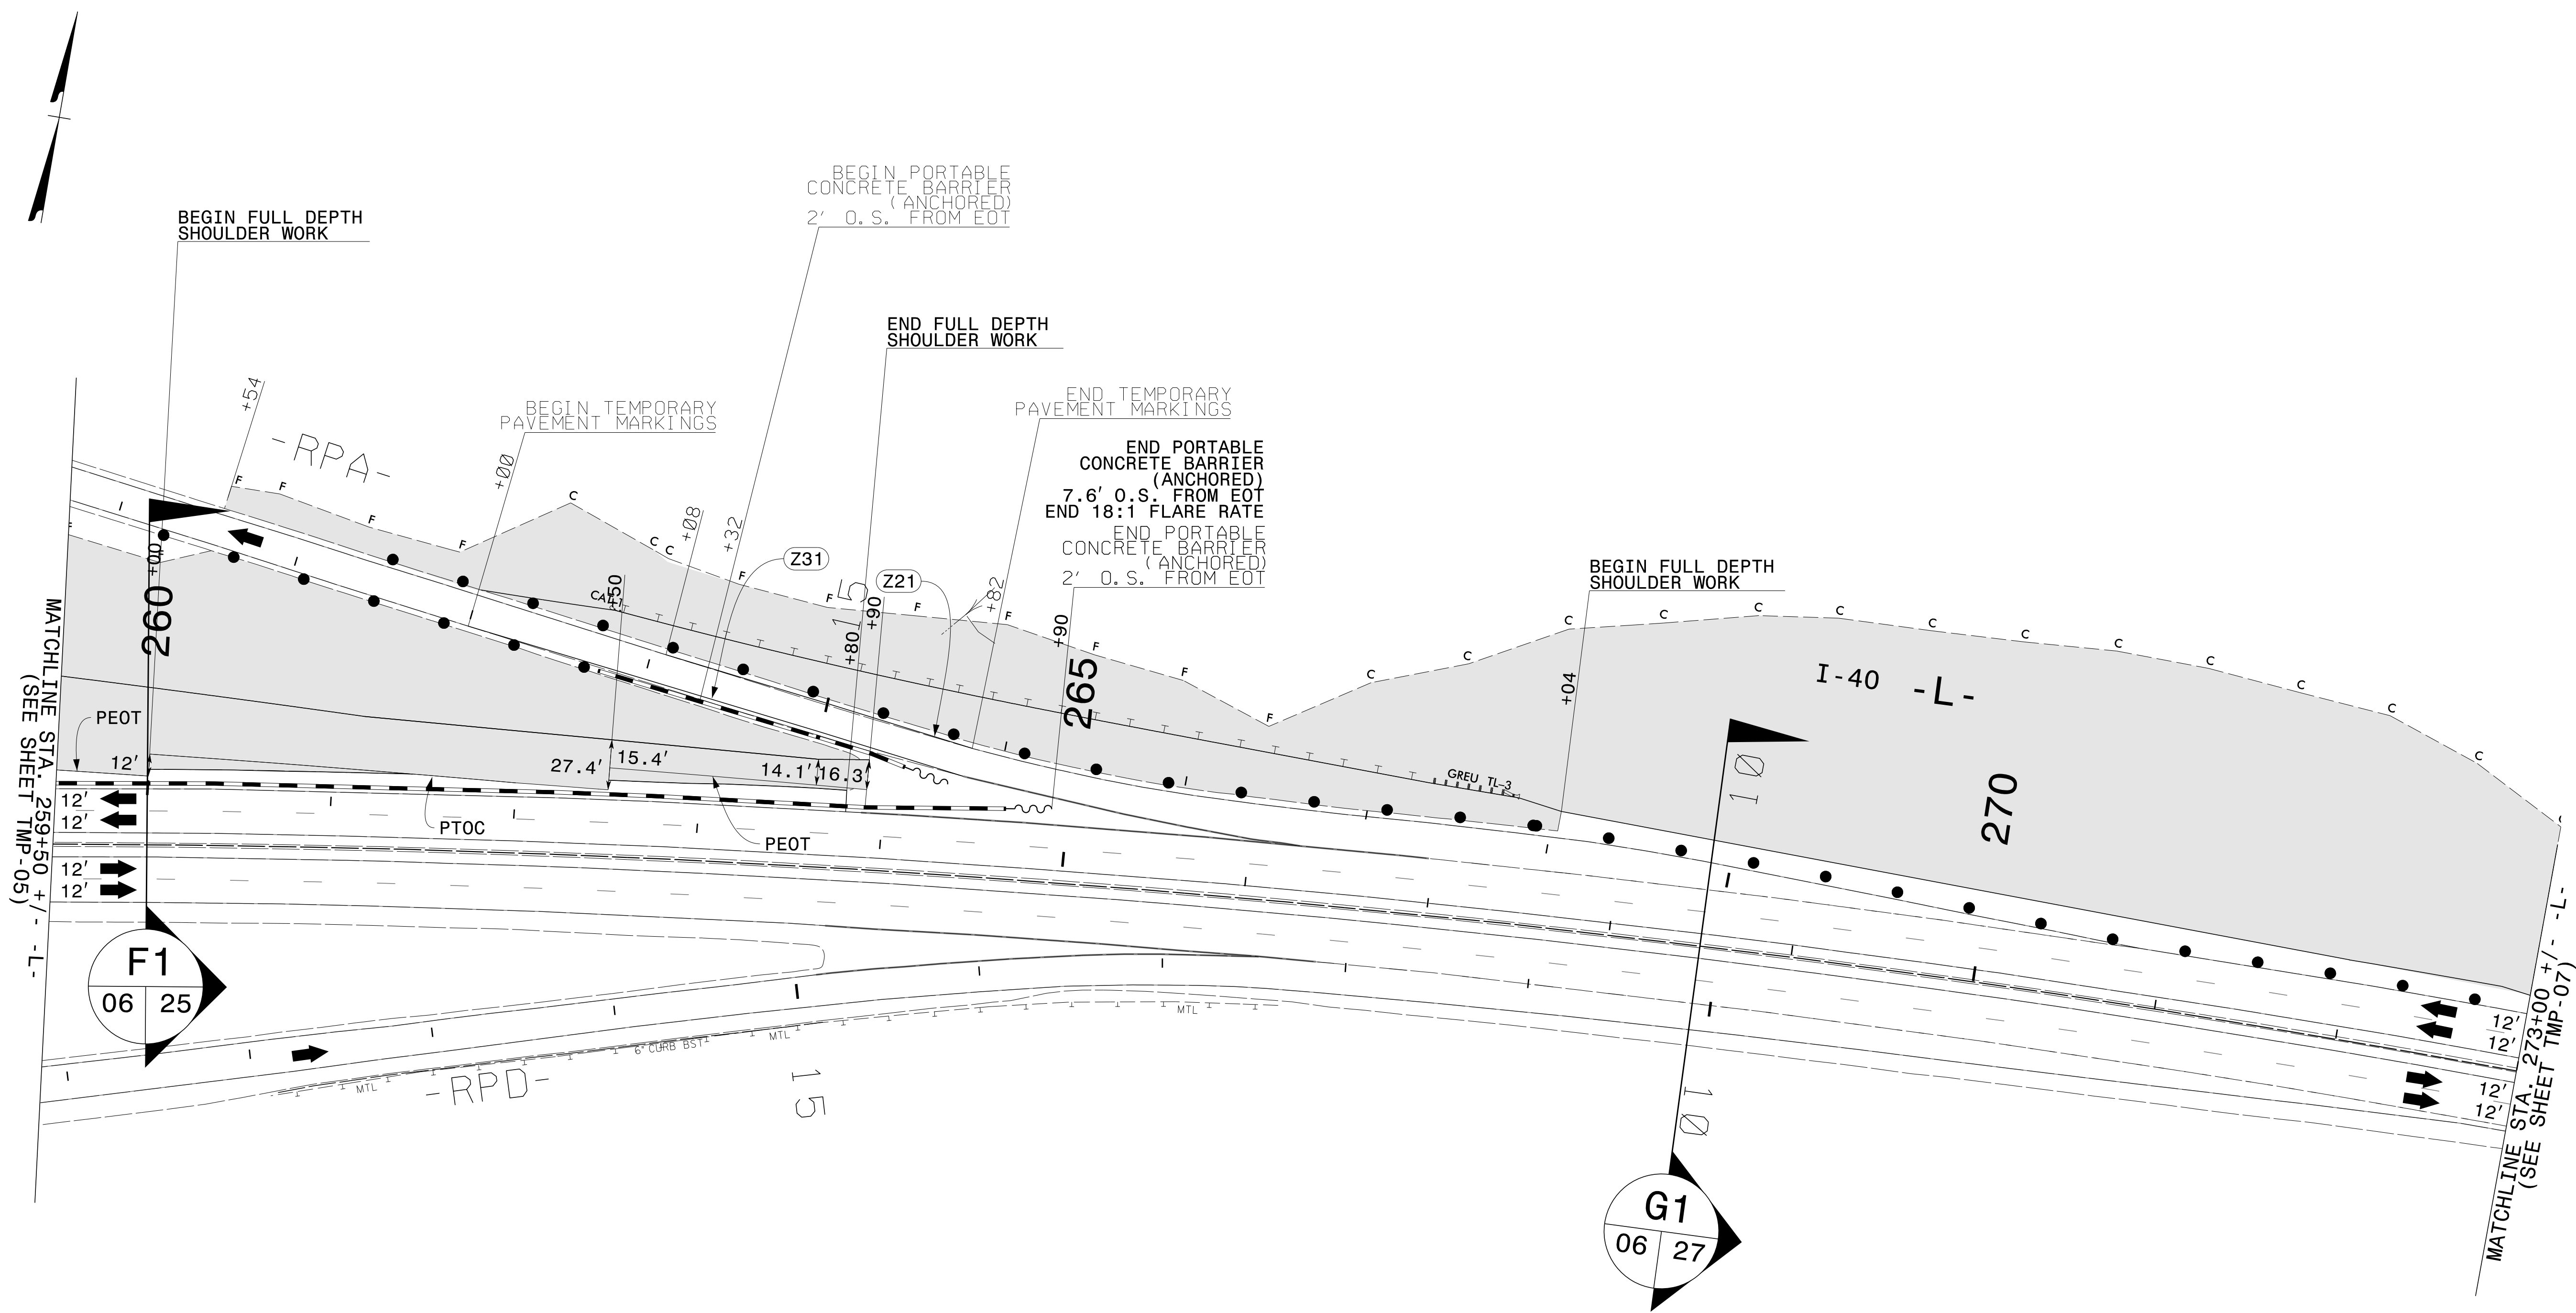 BEGIN PORTABLE
CONCRETE BARRIER
(ANCHORED)
2' O.S. FROM EOT
BEGIN FULL DEPTH
SHOULDER WORK
END FULL DEPTH
SHOULDER WORK
+54
BEGIN TEMPORARY
PAVEMENT MARKINGS
END TEMPORARY
PAVEMENT MARKINGS
-RPA-
+00
END PORTABLE
CONCRETE BARRIER
(ANCHORED)
7.6' O.S. FROM EOT
END 18:1 FLARE RATE
END PORTABLE
CONCRETE BARRIER
(ANCHORED)
2' O.S. FROM EOT
F
F
F
F
C
C
C
F
F
F
F
F
F
F
C
C
C
C
C
C
C
C
C
C
C
C
C
+08
+32
Z31
15
Z21
+82
+90
+80
+90
+50
+00
260
265
270
BEGIN FULL DEPTH
SHOULDER WORK
+04
I-40 -L-
GREU TL-3
10
MATCHLINE STA. 259+50 +/- -L-
(SEE SHEET TMP-05)
PEOT
12'
27.4'
15.4'
14.1'
16.3
PTOC
PEOT
12'
12'
12'
12'
F1
06 25
6" CURB BST
MTL
MTL
MTL
-RPD-
15
10
G1
06 27
12'
12'
12'
12'
MATCHLINE STA. 273+00 +/- -L-
(SEE SHEET TMP-07)